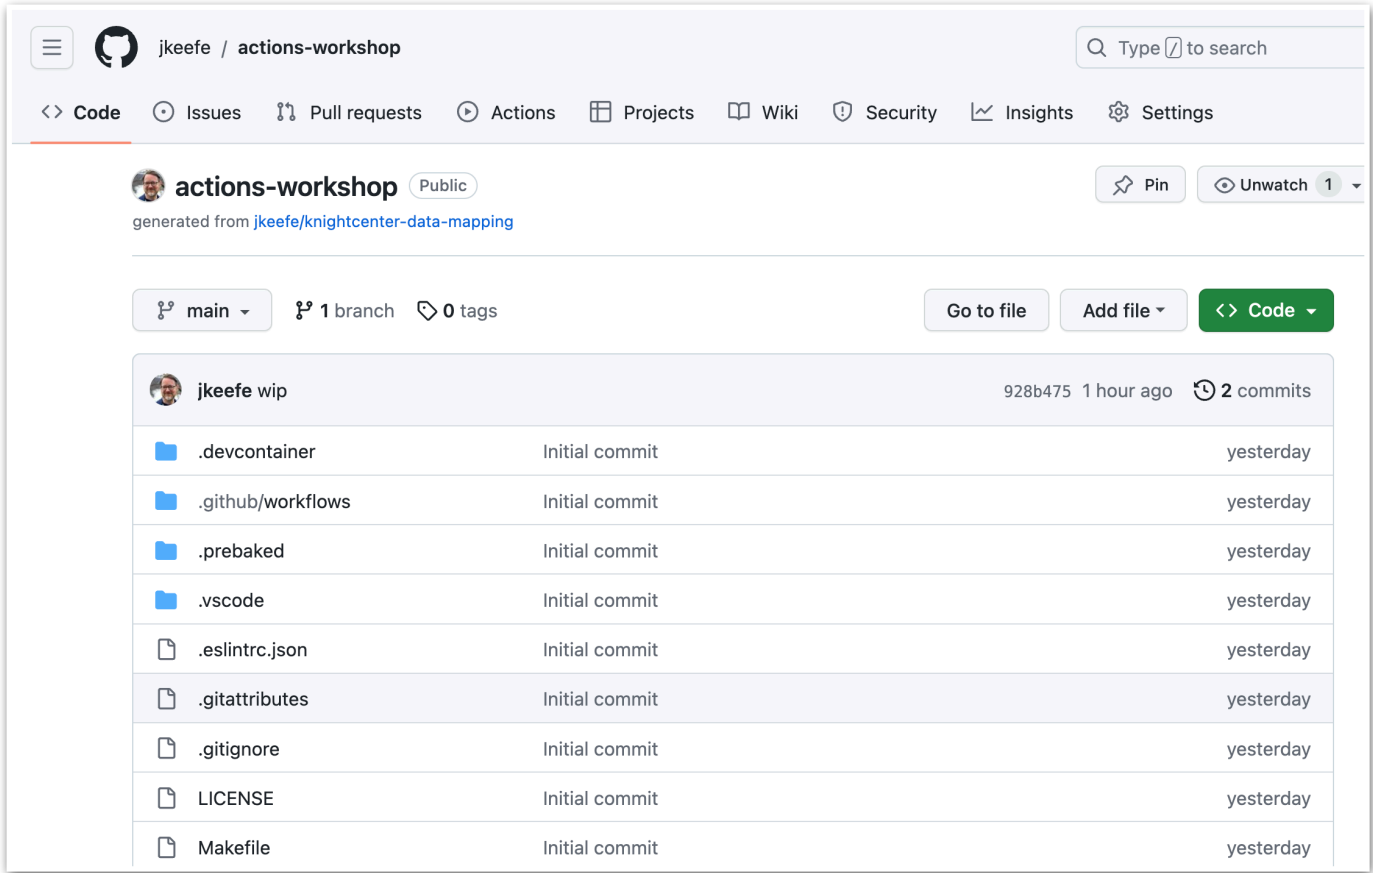 jkeefe / actions-workshop
Type / to search
Code Issues Pull requests Actions Projects Wiki Security Insights Settings
actions-workshop Public
Pin Unwatch 1
generated from jkeefe/knightcenter-data-mapping
main 1 branch 0 tags
Go to file Add file Code
jkeefe wip 928b475 1 hour ago 2 commits
.devcontainer Initial commit yesterday
.github/workflows Initial commit yesterday
.prebaked Initial commit yesterday
.vscode Initial commit yesterday
.eslintrc.json Initial commit yesterday
.gitattributes Initial commit yesterday
.gitignore Initial commit yesterday
LICENSE Initial commit yesterday
Makefile Initial commit yesterday